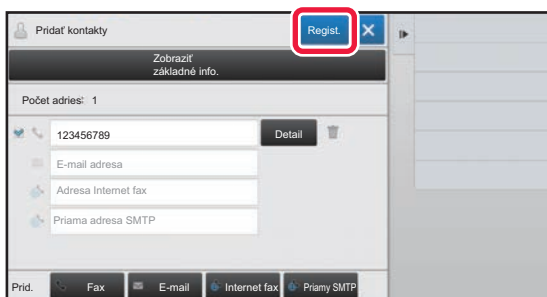 Pridať kontakty
Regist.
Zobraziť
základné info.
Počet adries: 1
123456789
Detail
E-mail adresa
Adresa Internet fax
Priama adresa SMTP
Prid.
Fax
E-mail
Internet fax
Priamy SMTP